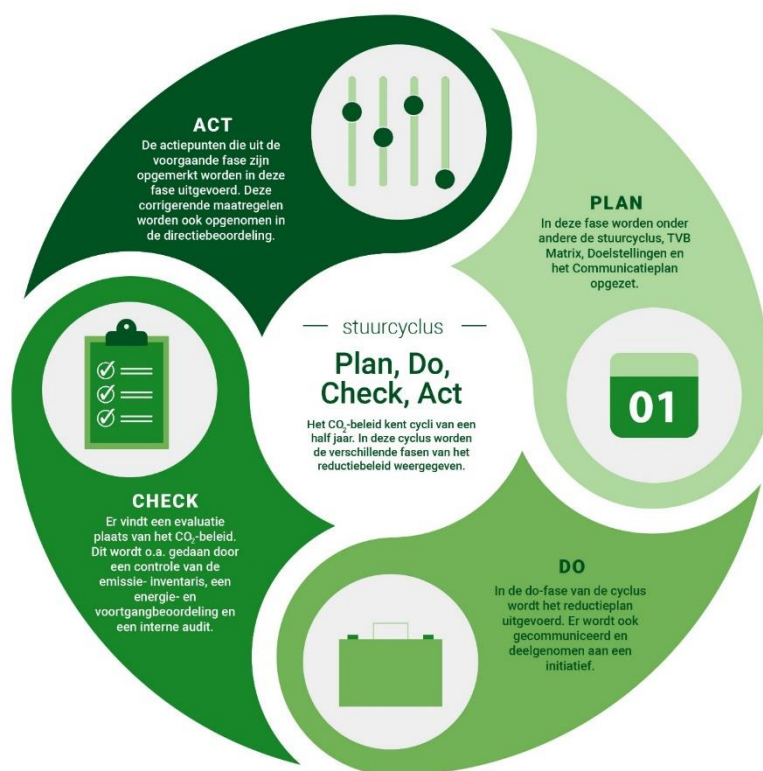 ACT
De actiepunten die uit de
voorgaande fase zijn
opgemerkt worden in deze
fase uitgevoerd. Deze
corrigerende maatregelen
worden ook opgenomen in
de directiebeoordeling.
PLAN
In deze fase worden onder
andere de stuurcyclus, TVB
Matrix, Doelstellingen en
het Communicatieplan
opgezet.
01
stuurcyclus
Plan, Do,
Check, Act
Het CO₂-beleid kent cycli van een
half jaar. In deze cyclus worden
de verschillende fasen van het
reductiebeleid weergegeven.
CHECK
Er vindt een evaluatie
plaats van het CO₂-beleid.
Dit wordt o.a. gedaan door
een controle van de
emissie- inventaris, een
energie- en
voortgangbeoordeling en
een interne audit.
DO
In de do-fase van de cyclus
wordt het reductieplan
uitgevoerd. Er wordt ook
gecommuniceerd en
deelgenomen aan een
initiatief.